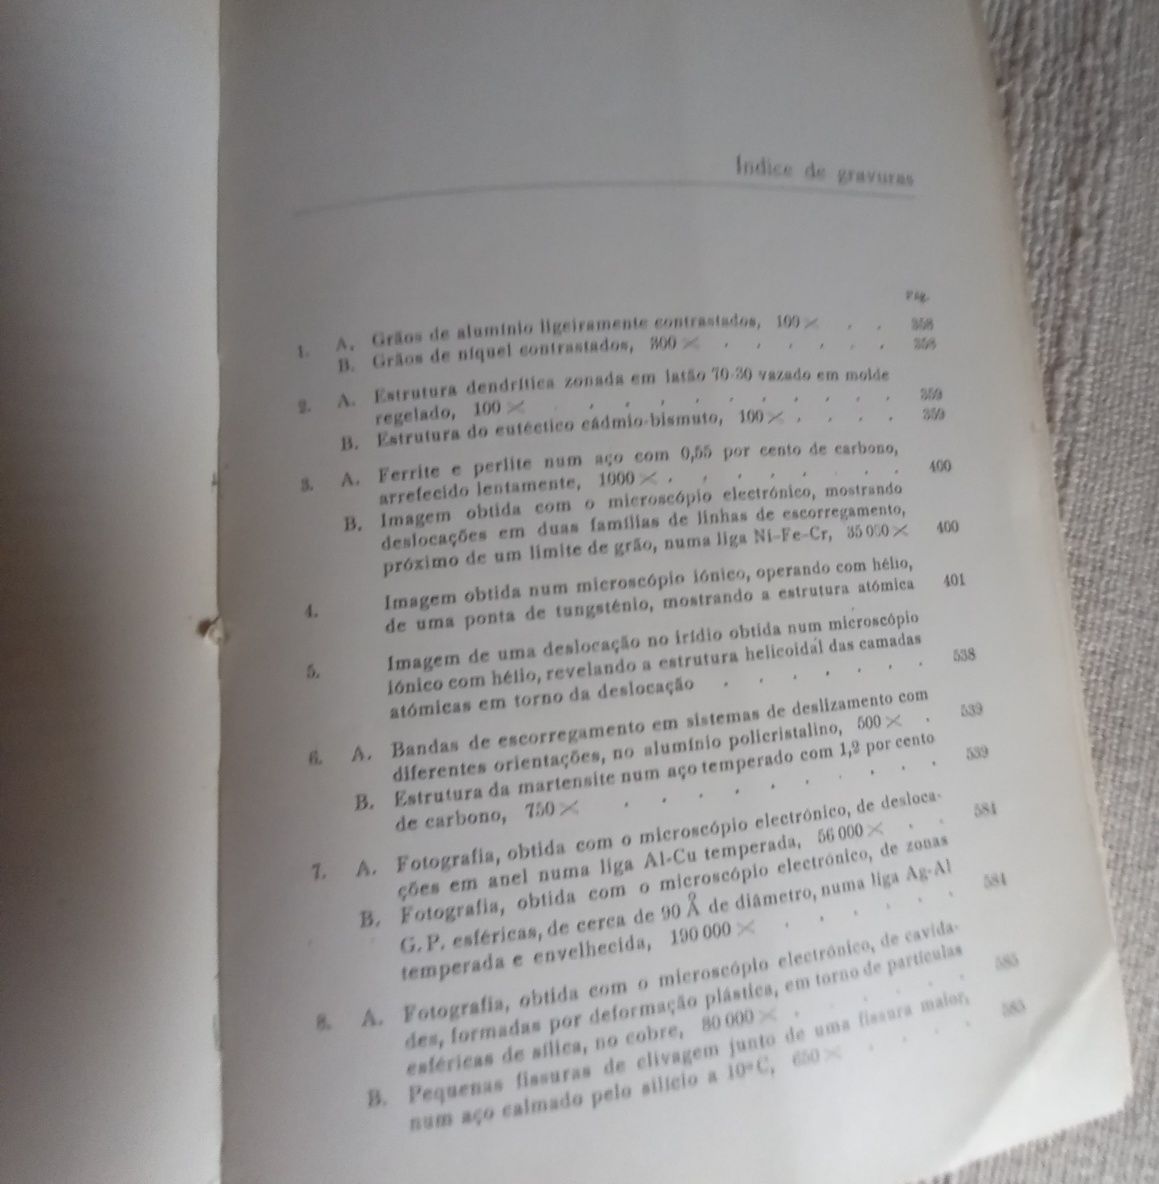 Índice de gravuras
Pág.
1. A. Grãos de alumínio ligeiramente contrastados, 100 × . . 358
B. Grãos de níquel contrastados, 300 × . . . . . . 358
2. A. Estrutura dendrítica zonada em latão 70-30 vazado em molde
regelado, 100 × . . . . . . . . . . 359
B. Estrutura do eutéctico cádmio-bismuto, 100 × . . . . 359
3. A. Ferrite e perlite num aço com 0,55 por cento de carbono,
arrefecido lentamente, 1000 × . . . . . . . 400
B. Imagem obtida com o microscópio electrónico, mostrando
deslocações em duas famílias de linhas de escorregamento,
próximo de um limite de grão, numa liga Ni-Fe-Cr, 35 000 × 400
4. Imagem obtida num microscópio iónico, operando com hélio,
de uma ponta de tungsténio, mostrando a estrutura atómica 401
5. Imagem de uma deslocação no irídio obtida num microscópio
iónico com hélio, revelando a estrutura helicoidal das camadas
atómicas em torno da deslocação . . . . . . . 538
6. A. Bandas de escorregamento em sistemas de deslizamento com
diferentes orientações, no alumínio policristalino, 500 × . 539
B. Estrutura da martensite num aço temperado com 1,2 por cento
de carbono, 750 × . . . . . . . . . 539
7. A. Fotografia, obtida com o microscópio electrónico, de desloca-
ções em anel numa liga Al-Cu temperada, 56 000 × . . 584
B. Fotografia, obtida com o microscópio electrónico, de zonas
G. P. esféricas, de cerca de 90 Å de diâmetro, numa liga Ag-Al
temperada e envelhecida, 190 000 × . . . . . . 584
8. A. Fotografia, obtida com o microscópio electrónico, de cavida-
des, formadas por deformação plástica, em torno de partículas
esféricas de sílica, no cobre, 80 000 × . . . . . . 585
B. Pequenas fissuras de clivagem junto de uma fissura maior,
num aço calmado pelo silício a 10° C, 650 × . . . . 585